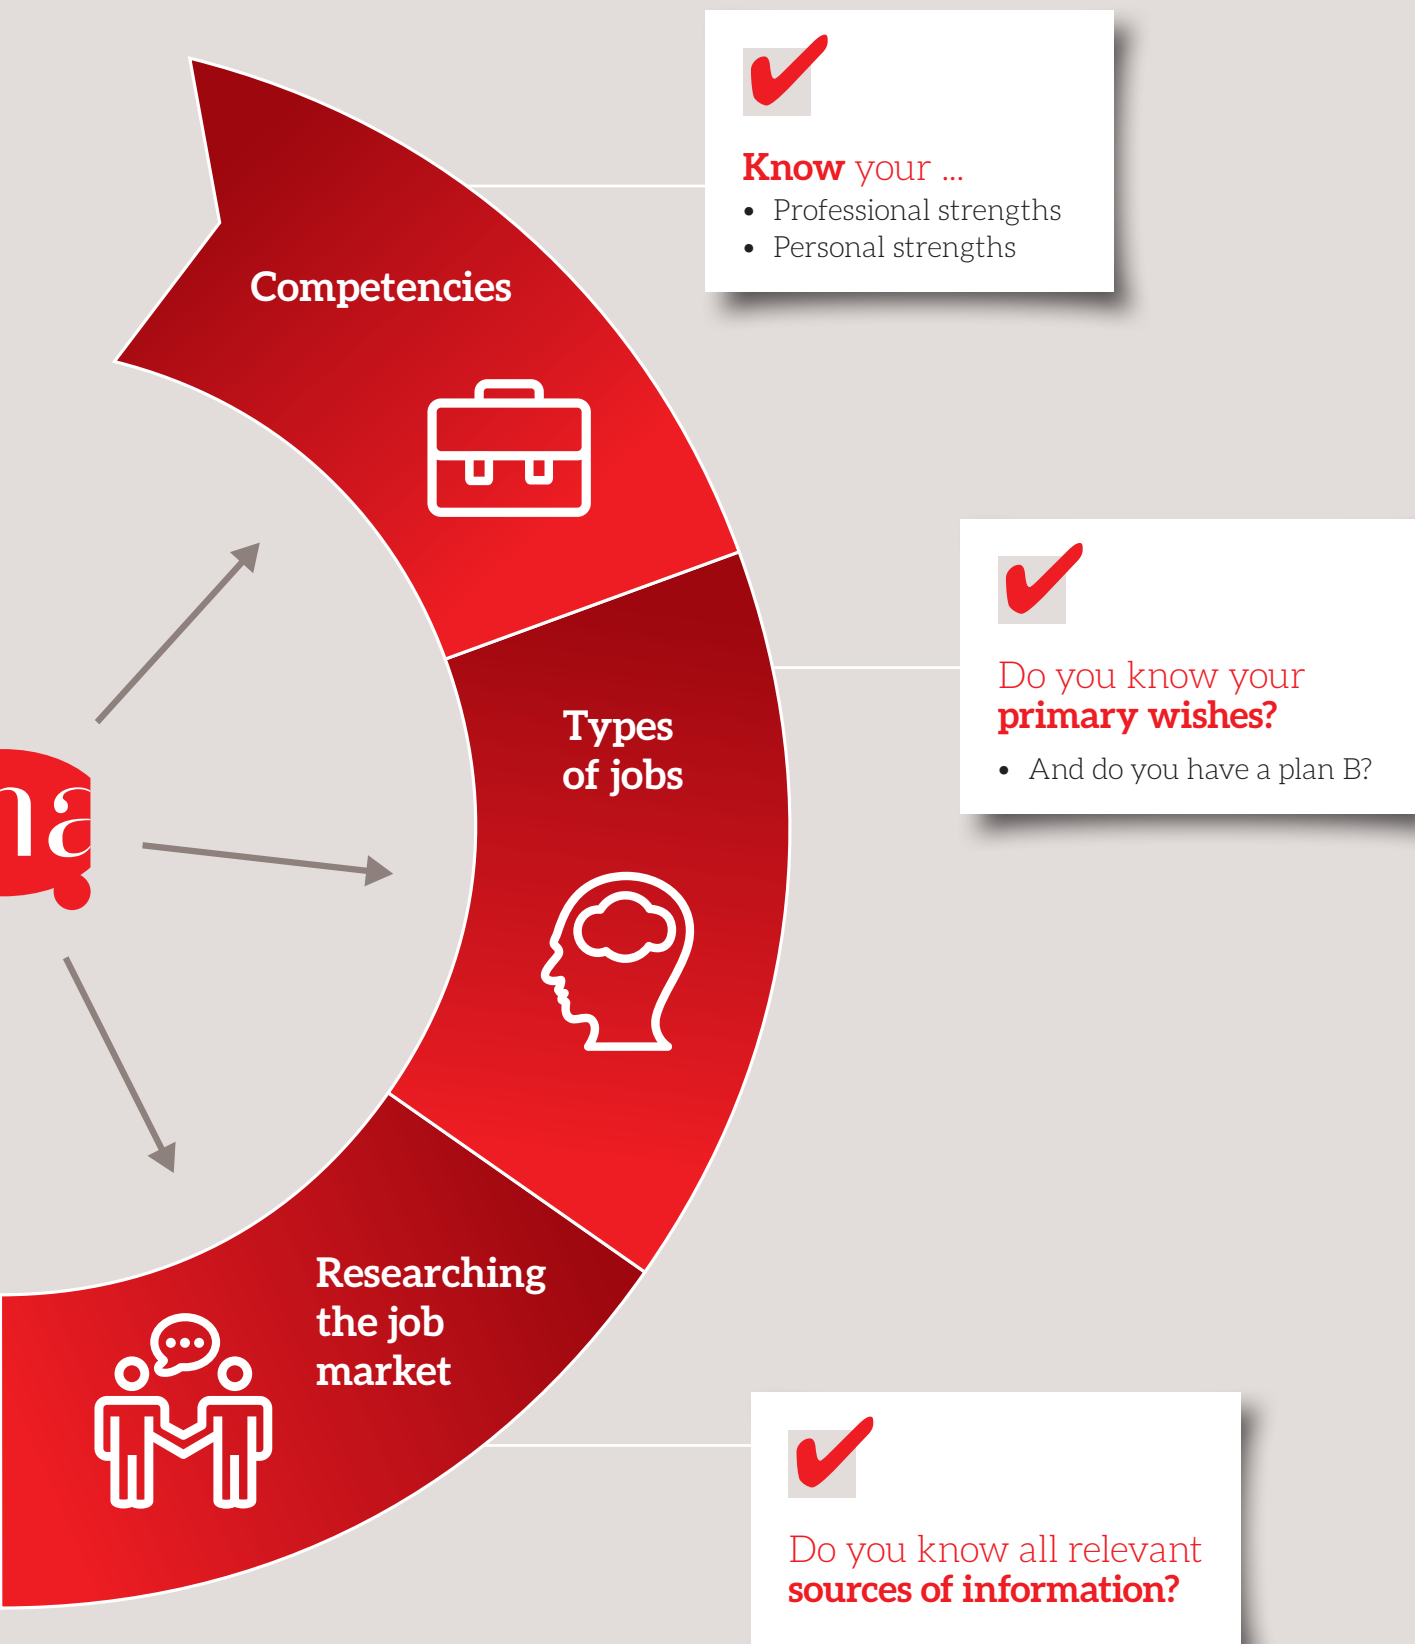 Know your ...
• Professional strengths
• Personal strengths
Competencies
Do you know your
primary wishes?
• And do you have a plan B?
Types
of jobs
Researching
the job
market
Do you know all relevant
sources of information?